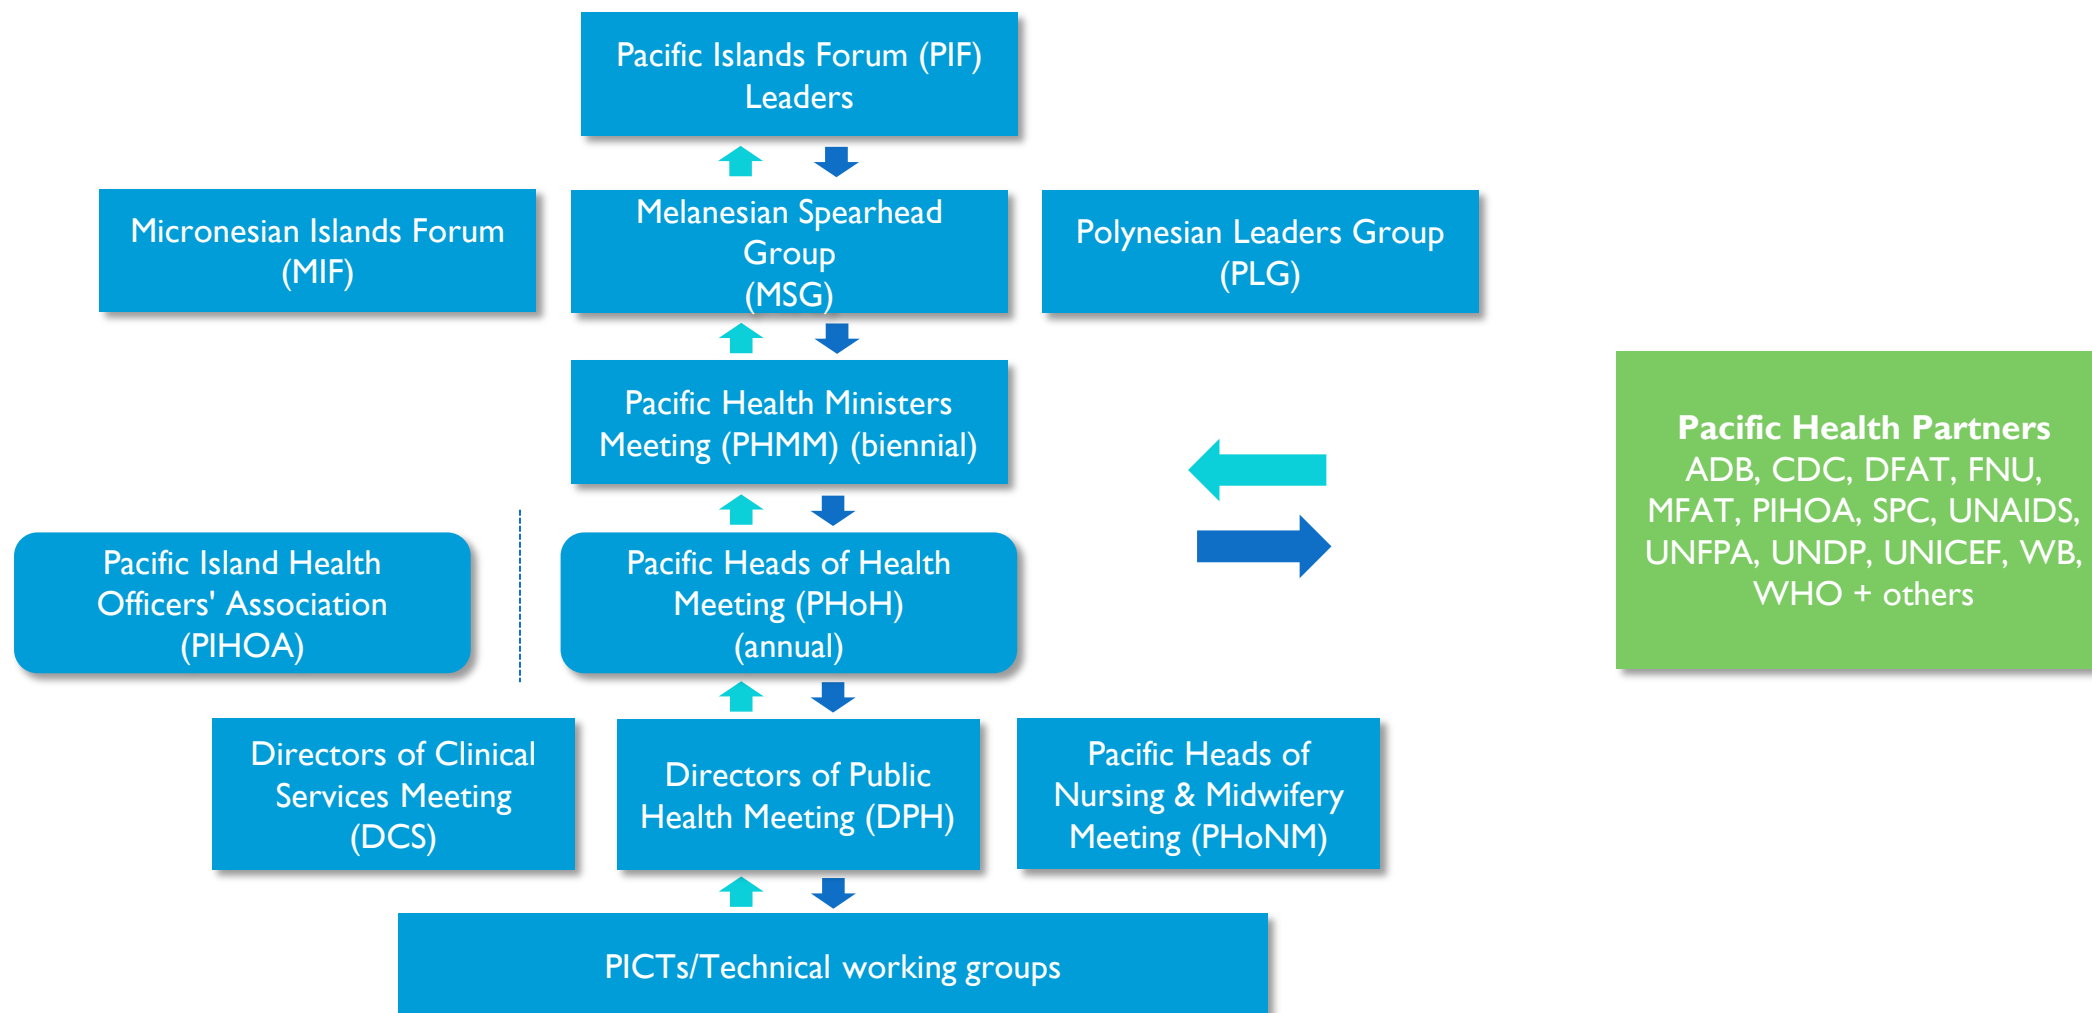 Pacific Islands Forum (PIF)
Leaders
Micronesian Islands Forum
(MIF)
Melanesian Spearhead
Group
(MSG)
Polynesian Leaders Group
(PLG)
Pacific Health Ministers
Meeting (PHMM) (biennial)
Pacific Health Partners
ADB, CDC, DFAT, FNU,
MFAT, PIHOA, SPC, UNAIDS,
UNFPA, UNDP, UNICEF, WB,
WHO + others
Pacific Island Health
Officers' Association
(PIHOA)
Pacific Heads of Health
Meeting (PHoH)
(annual)
Directors of Clinical
Services Meeting
(DCS)
Directors of Public
Health Meeting (DPH)
Pacific Heads of
Nursing & Midwifery
Meeting (PHoNM)
PICTs/Technical working groups